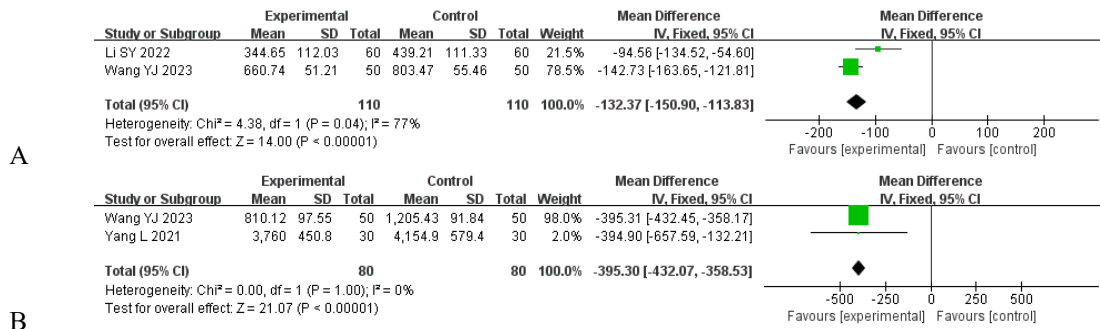 Experimental Control Mean Difference Mean Difference
Study or Subgroup Mean SD Total Mean SD Total Weight IV, Fixed, 95% CI IV, Fixed, 95% CI
Li SY 2022 344.65 112.03 60 439.21 111.33 60 21.5% -94.56 [-134.52, -54.60]
Wang YJ 2023 660.74 51.21 50 803.47 55.46 50 78.5% -142.73 [-163.65, -121.81]
Total (95% CI) 110 110 100.0% -132.37 [-150.90, -113.83]
Heterogeneity: Chi² = 4.38, df = 1 (P = 0.04); I² = 77%
-200 -100 0 100 200
Test for overall effect: Z = 14.00 (P < 0.00001)
Favours [experimental] Favours [control]
A
Experimental Control Mean Difference Mean Difference
Study or Subgroup Mean SD Total Mean SD Total Weight IV, Fixed, 95% CI IV, Fixed, 95% CI
Wang YJ 2023 810.12 97.55 50 1,205.43 91.84 50 98.0% -395.31 [-432.45, -358.17]
Yang L 2021 3,760 450.8 30 4,154.9 579.4 30 2.0% -394.90 [-657.59, -132.21]
Total (95% CI) 80 80 100.0% -395.30 [-432.07, -358.53]
Heterogeneity: Chi² = 0.00, df = 1 (P = 1.00); I² = 0%
-500 -250 0 250 500
Test for overall effect: Z = 21.07 (P < 0.00001)
Favours [experimental] Favours [control]
B